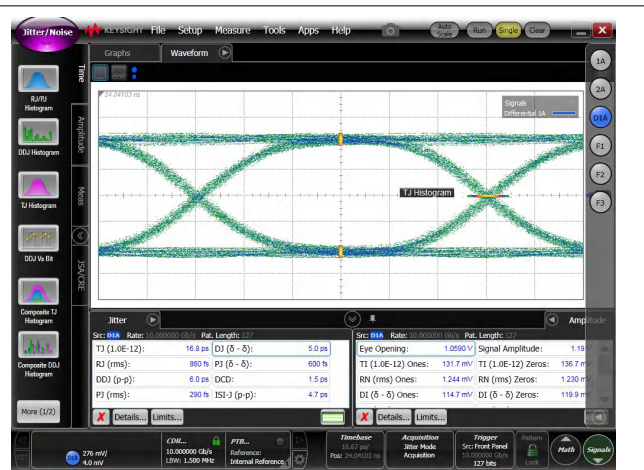 Jitter/Noise
KEYSIGHT File Setup Measure Tools Apps Help
Auto Scale
Run
Single
Clear
Graphs
Waveform
Time
Amplitude
Meas
JSA/CRE
RJ/PJ
Histogram
DDJ Histogram
TJ Histogram
DDJ Vs Bit
Composite TJ
Histogram
Composite DDJ
Histogram
More (1/2)
24.04103 ns
Signals
Differential 1A
TJ Histogram
1A
2A
D1A
F1
F2
F3
Jitter
Src: D1A Rate: 10.000000 Gb/s Pat. Length: 127
TJ (1.0E-12): 16.8 ps DJ (δ - δ): 5.0 ps
RJ (rms): 860 fs PJ (δ - δ): 600 fs
DDJ (p-p): 6.0 ps DCD: 1.5 ps
PJ (rms): 290 fs ISI-J (p-p): 4.7 ps
Details... Limits...
Amplitude
Src: D1A Rate: 10.000000 Gb/s Pat. Length: 127
Eye Opening: 1.0590 V Signal Amplitude: 1.19 V
TI (1.0E-12) Ones: 131.7 mV TI (1.0E-12) Zeros: 136.7 m
RN (rms) Ones: 1.244 mV RN (rms) Zeros: 1.230 m
DI (δ - δ) Ones: 114.7 mV DI (δ - δ) Zeros: 119.9 m
Details... Limits...
D1A
276 mV/
4.0 mV
CDR...
10.000000 Gb/s
LBW: 1.500 MHz
PTB...
Reference:
Internal Reference
Timebase
16.67 ps/
Pos: 24.04103 ns
Acquisition
Jitter Mode
Acquisition
Trigger
Src: Front Panel
10.000000 Gb/s
127 bits
Pattern
Lock
Math
Signals